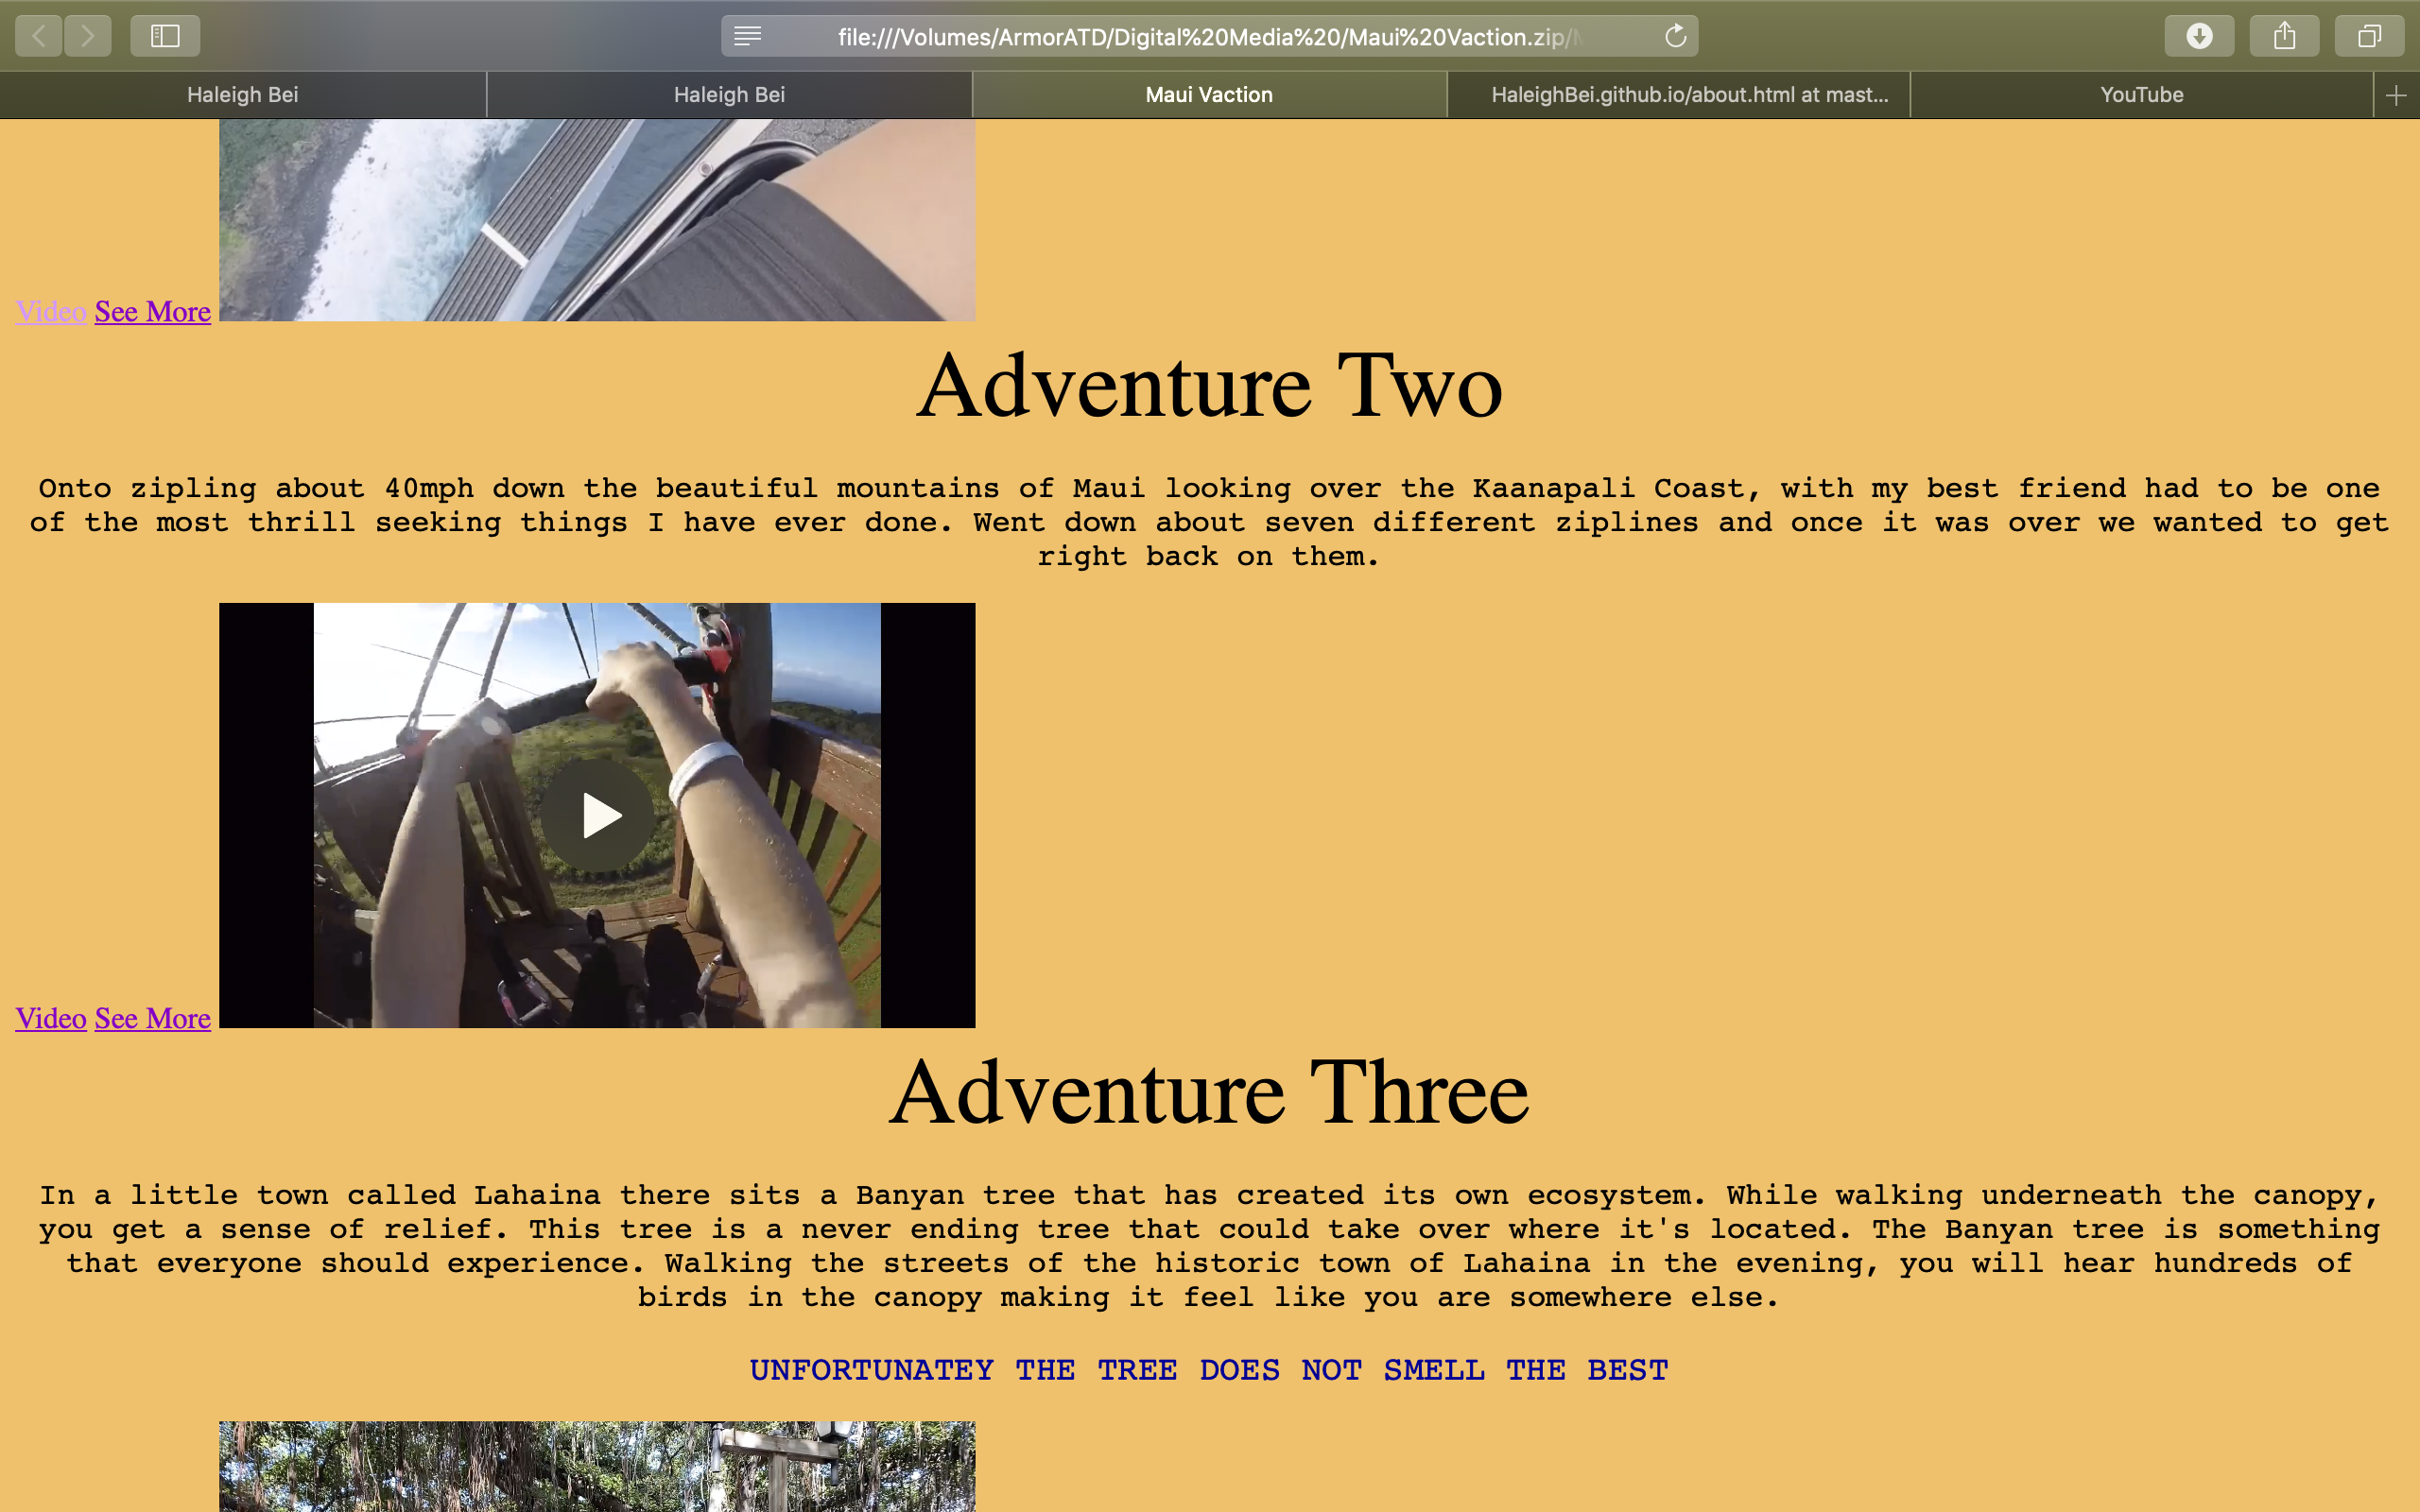 file:///Volumes/ArmorATD/Digital%20Media%20/Maui%20Vaction.zip/
Haleigh Bei
Haleigh Bei
Maui Vaction
HaleighBei.github.io/about.html at mast...
YouTube
Video See More
Adventure Two
Onto zipling about 40mph down the beautiful mountains of Maui looking over the Kaanapali Coast, with my best friend had to be one
of the most thrill seeking things I have ever done. Went down about seven different ziplines and once it was over we wanted to get
right back on them.
Video See More
Adventure Three
In a little town called Lahaina there sits a Banyan tree that has created its own ecosystem. While walking underneath the canopy,
you get a sense of relief. This tree is a never ending tree that could take over where it's located. The Banyan tree is something
that everyone should experience. Walking the streets of the historic town of Lahaina in the evening, you will hear hundreds of
birds in the canopy making it feel like you are somewhere else.
UNFORTUNATEY THE TREE DOES NOT SMELL THE BEST